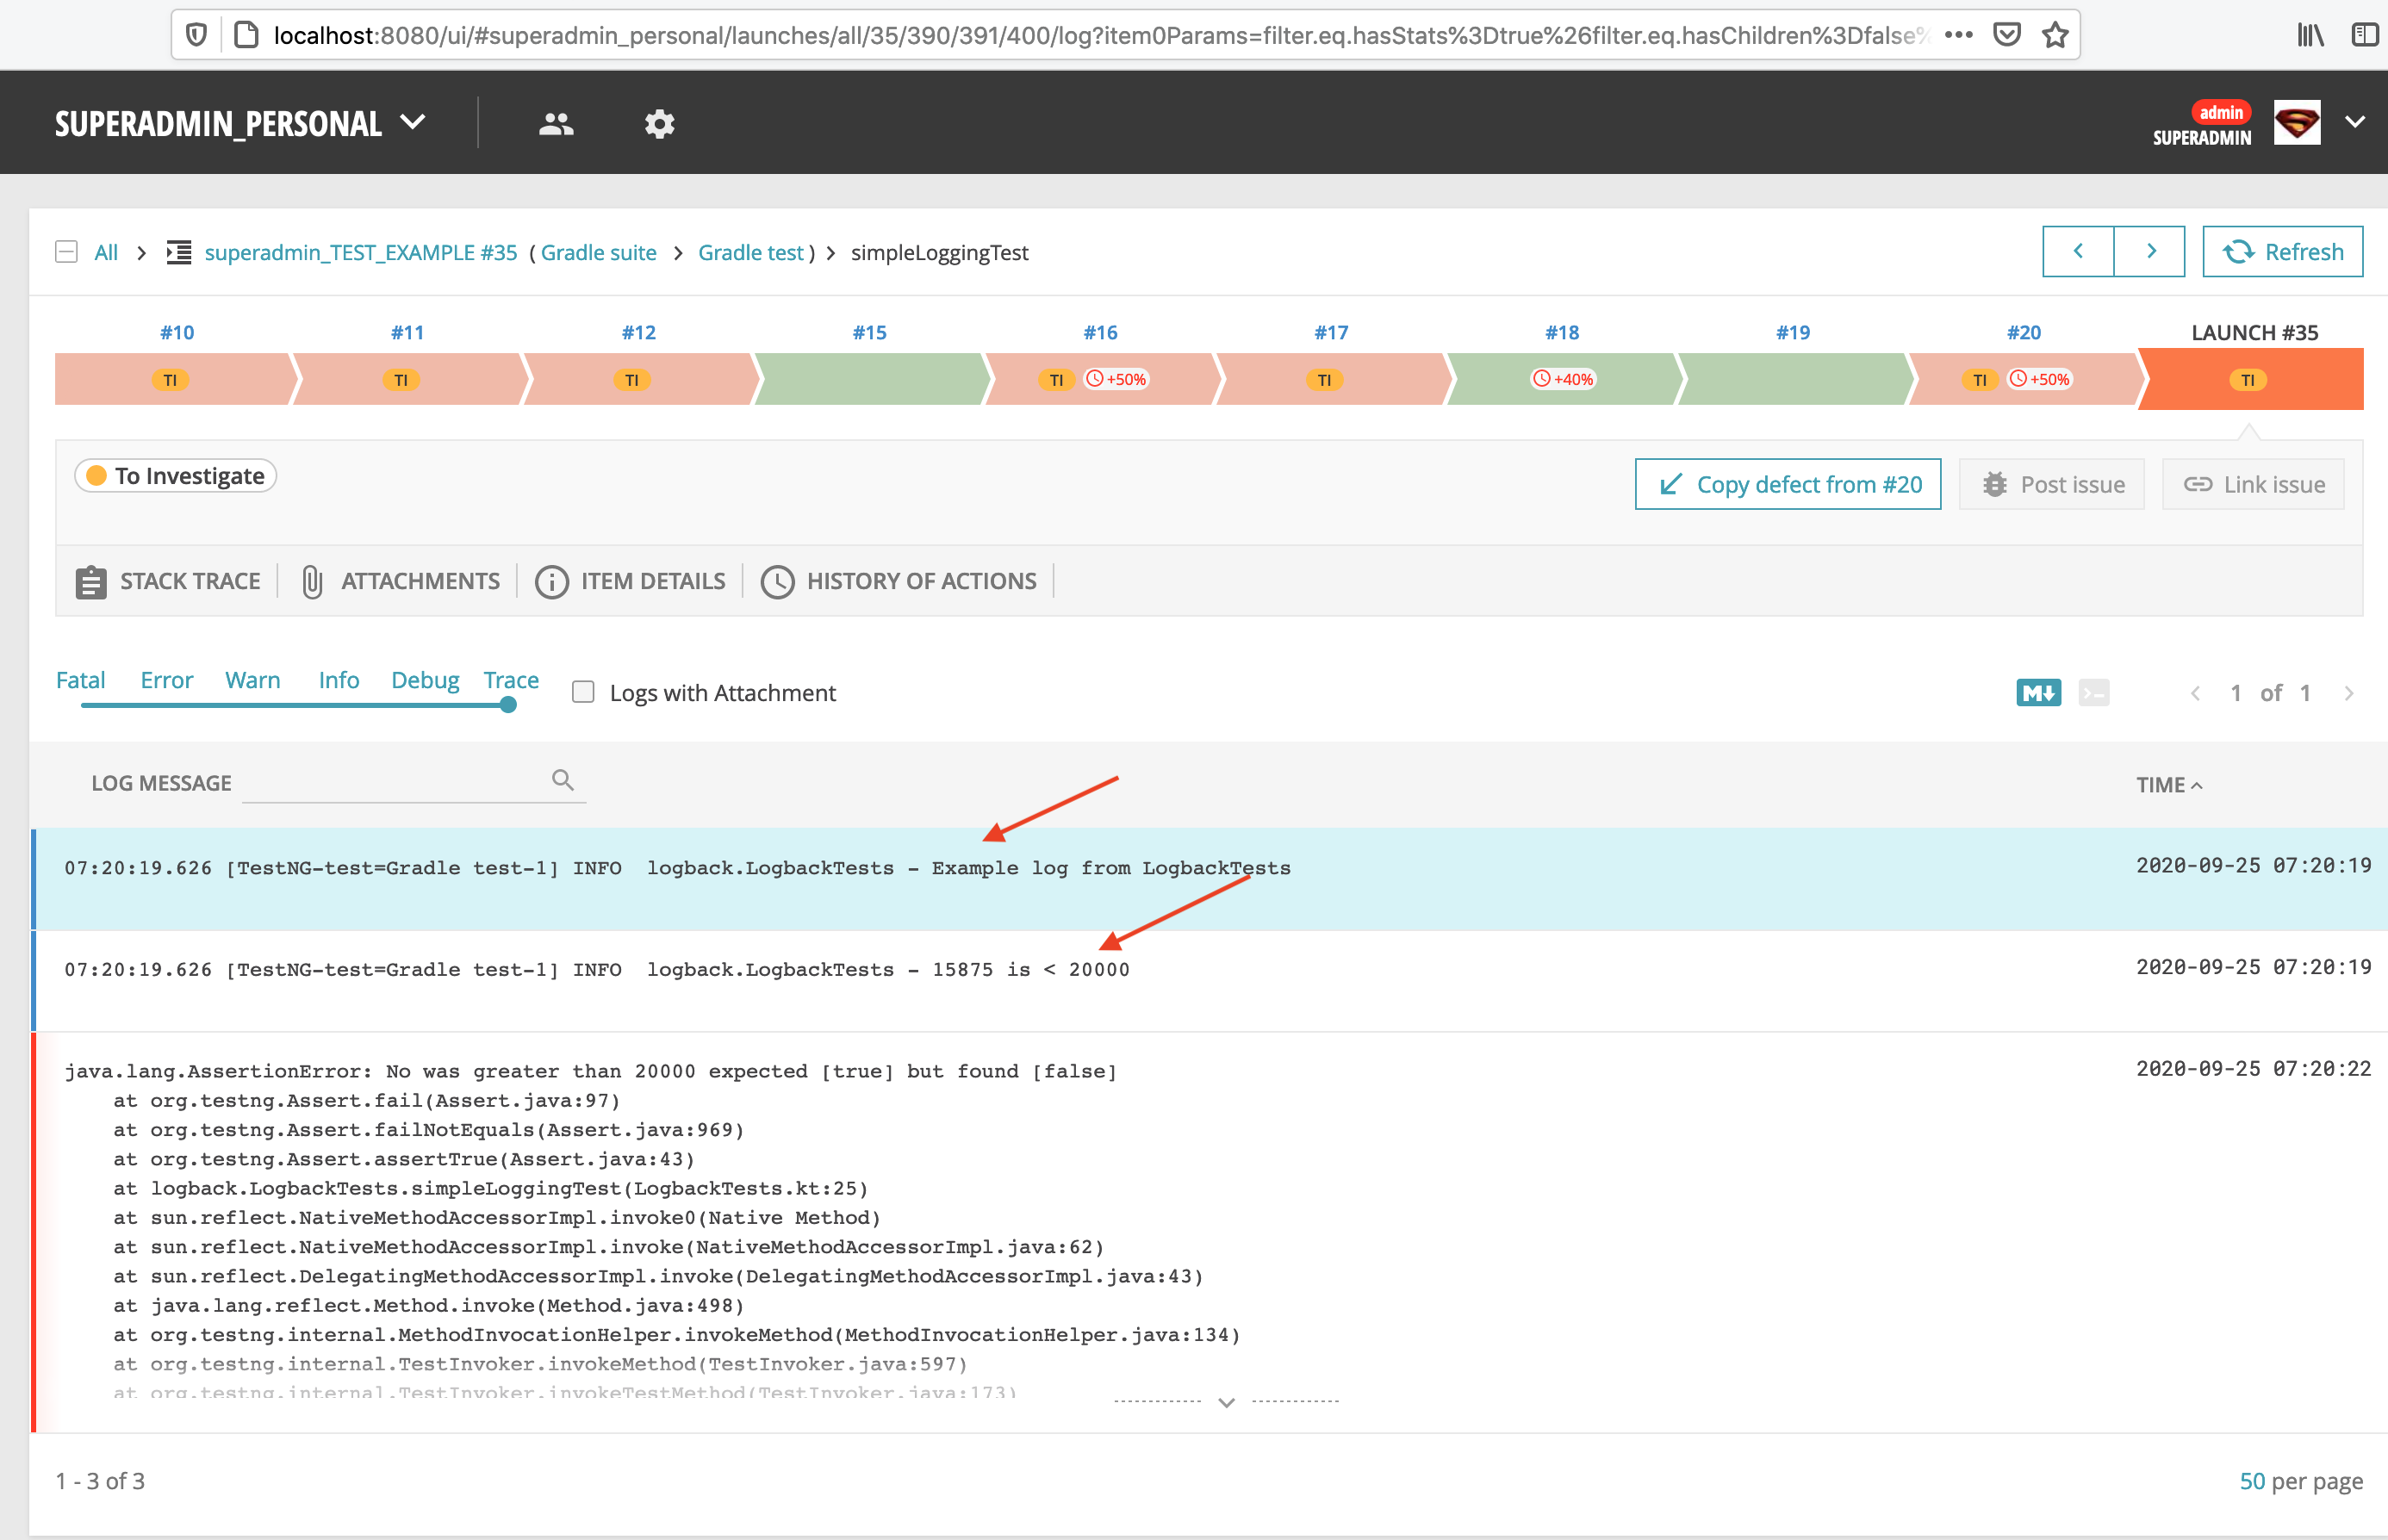 localhost:8080/ui/#superadmin_personal/launches/all/35/390/391/400/log?item0Params=filter.eq.hasStats%3Dtrue%26filter.eq.hasChildren%3Dfalse%
SUPERADMIN_PERSONAL
admin
SUPERADMIN
All superadmin_TEST_EXAMPLE #35 ( Gradle suite > Gradle test ) > simpleLoggingTest
Refresh
#10 #11 #12 #15 #16 #17 #18 #19 #20 LAUNCH #35
TI TI TI TI +50% TI +40% TI +50% TI
To Investigate
Copy defect from #20 Post issue Link issue
STACK TRACE ATTACHMENTS ITEM DETAILS HISTORY OF ACTIONS
Fatal Error Warn Info Debug Trace
Logs with Attachment
M 1 of 1
LOG MESSAGE TIME
07:20:19.626 [TestNG-test=Gradle test-1] INFO  logback.LogbackTests - Example log from LogbackTests 2020-09-25 07:20:19
07:20:19.626 [TestNG-test=Gradle test-1] INFO  logback.LogbackTests - 15875 is < 20000 2020-09-25 07:20:19
java.lang.AssertionError: No was greater than 20000 expected [true] but found [false] 2020-09-25 07:20:22
at org.testng.Assert.fail(Assert.java:97)
at org.testng.Assert.failNotEquals(Assert.java:969)
at org.testng.Assert.assertTrue(Assert.java:43)
at logback.LogbackTests.simpleLoggingTest(LogbackTests.kt:25)
at sun.reflect.NativeMethodAccessorImpl.invoke0(Native Method)
at sun.reflect.NativeMethodAccessorImpl.invoke(NativeMethodAccessorImpl.java:62)
at sun.reflect.DelegatingMethodAccessorImpl.invoke(DelegatingMethodAccessorImpl.java:43)
at java.lang.reflect.Method.invoke(Method.java:498)
at org.testng.internal.MethodInvocationHelper.invokeMethod(MethodInvocationHelper.java:134)
at org.testng.internal.TestInvoker.invokeMethod(TestInvoker.java:597)
at org.testng.internal.TestInvoker.invokeTestMethod(TestInvoker.java:173)
1 - 3 of 3
50 per page